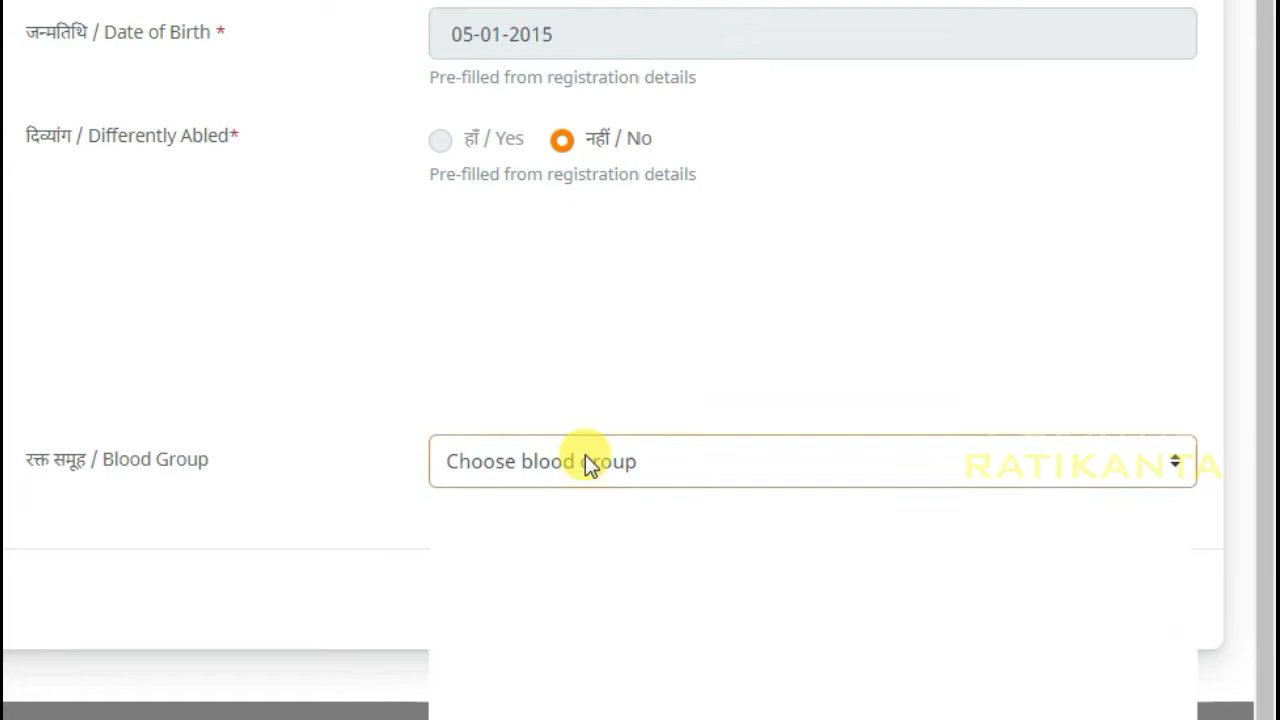 जन्मतिथि / Date of Birth *
05-01-2015
Pre-filled from registration details
दिव्यांग / Differently Abled*
हाँ / Yes
नहीं / No
Pre-filled from registration details
रक्त समूह / Blood Group
Choose blood group
RATIKANTA